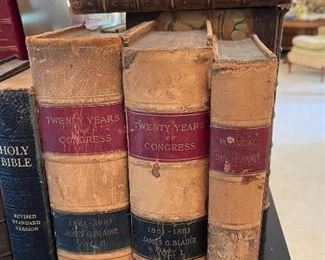 HOLY
BIBLE
REVISED
STANDARD
VERSION
TWENTY YEARS
OF
CONGRESS
1861-1881
JAMES G. BLAINE
VOL. II.
TWENTY YEARS
OF
CONGRESS
1861-1881
JAMES G. BLAINE
VOL. I.